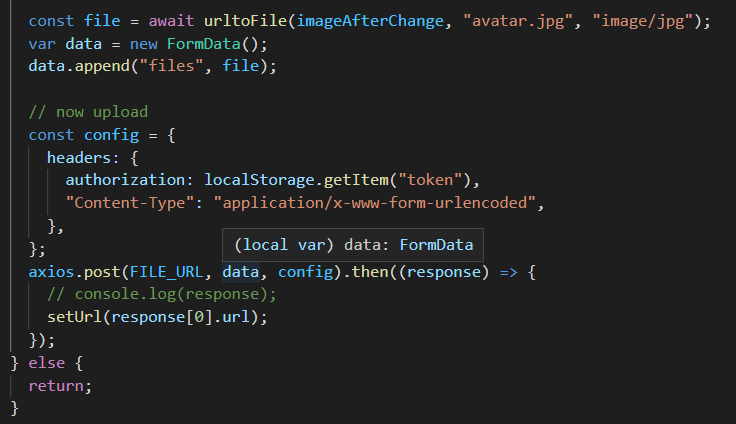 const file = await urltoFile(imageAfterChange, "avatar.jpg", "image/jpg");
var data = new FormData();
data.append("files", file);
// now upload
const config = {
headers: {
authorization: localStorage.getItem("token"),
"Content-Type": "application/x-www-form-urlencoded",
},
};
(local var) data: FormData
axios.post(FILE_URL, data, config).then((response) => {
// console.log(response);
setUrl(response[0].url);
});
} else {
return;
}